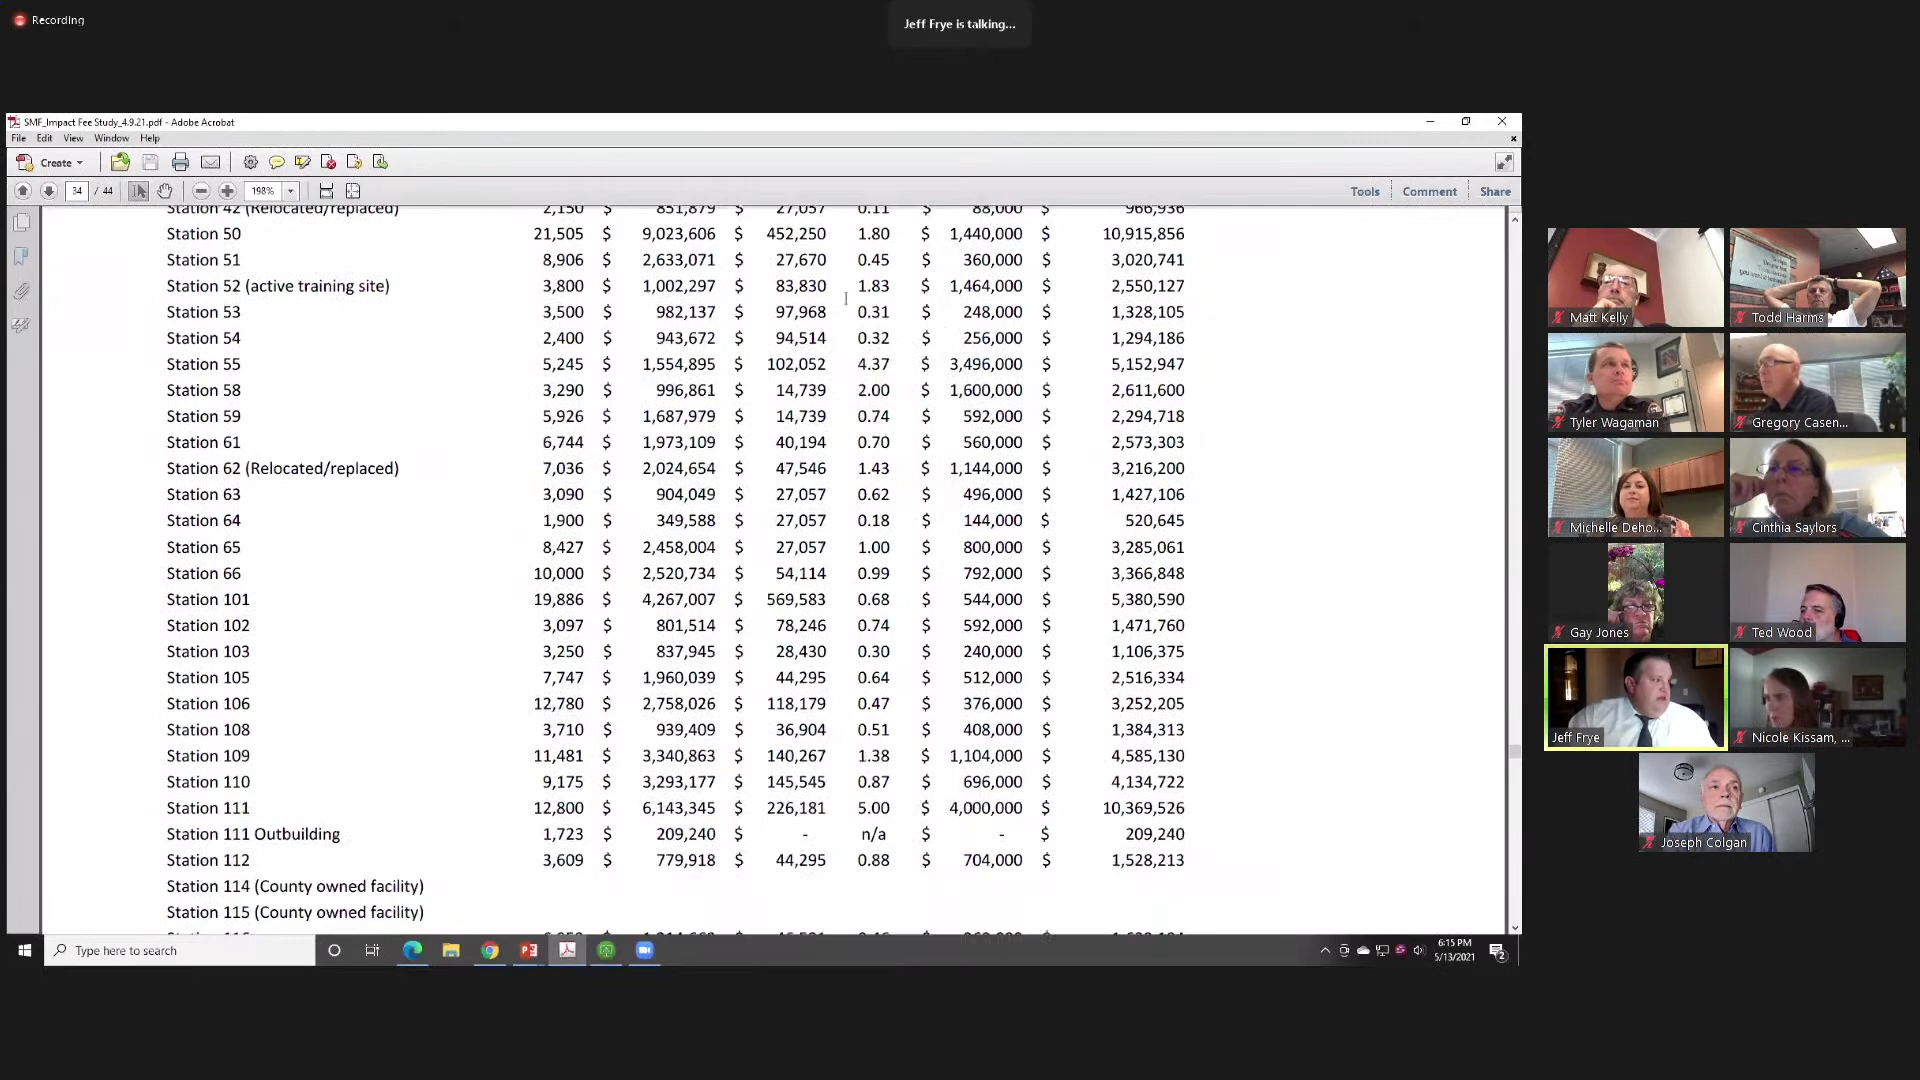 Recording
Jeff Frye is talking...
SMF_Impact Fee Study_4.9.21.pdf - Adobe Acrobat
File Edit View Window Help
Create
34 / 44 198% Tools Comment Share
Station 42 (Relocated/replaced) 2,150 $ 851,879 $ 27,057 0.11 $ 88,000 $ 966,936
Station 50 21,505 $ 9,023,606 $ 452,250 1.80 $ 1,440,000 $ 10,915,856
Station 51 8,906 $ 2,633,071 $ 27,670 0.45 $ 360,000 $ 3,020,741
Station 52 (active training site) 3,800 $ 1,002,297 $ 83,830 1.83 $ 1,464,000 $ 2,550,127
Station 53 3,500 $ 982,137 $ 97,968 0.31 $ 248,000 $ 1,328,105
Station 54 2,400 $ 943,672 $ 94,514 0.32 $ 256,000 $ 1,294,186
Station 55 5,245 $ 1,554,895 $ 102,052 4.37 $ 3,496,000 $ 5,152,947
Station 58 3,290 $ 996,861 $ 14,739 2.00 $ 1,600,000 $ 2,611,600
Station 59 5,926 $ 1,687,979 $ 14,739 0.74 $ 592,000 $ 2,294,718
Station 61 6,744 $ 1,973,109 $ 40,194 0.70 $ 560,000 $ 2,573,303
Station 62 (Relocated/replaced) 7,036 $ 2,024,654 $ 47,546 1.43 $ 1,144,000 $ 3,216,200
Station 63 3,090 $ 904,049 $ 27,057 0.62 $ 496,000 $ 1,427,106
Station 64 1,900 $ 349,588 $ 27,057 0.18 $ 144,000 $ 520,645
Station 65 8,427 $ 2,458,004 $ 27,057 1.00 $ 800,000 $ 3,285,061
Station 66 10,000 $ 2,520,734 $ 54,114 0.99 $ 792,000 $ 3,366,848
Station 101 19,886 $ 4,267,007 $ 569,583 0.68 $ 544,000 $ 5,380,590
Station 102 3,097 $ 801,514 $ 78,246 0.74 $ 592,000 $ 1,471,760
Station 103 3,250 $ 837,945 $ 28,430 0.30 $ 240,000 $ 1,106,375
Station 105 7,747 $ 1,960,039 $ 44,295 0.64 $ 512,000 $ 2,516,334
Station 106 12,780 $ 2,758,026 $ 118,179 0.47 $ 376,000 $ 3,252,205
Station 108 3,710 $ 939,409 $ 36,904 0.51 $ 408,000 $ 1,384,313
Station 109 11,481 $ 3,340,863 $ 140,267 1.38 $ 1,104,000 $ 4,585,130
Station 110 9,175 $ 3,293,177 $ 145,545 0.87 $ 696,000 $ 4,134,722
Station 111 12,800 $ 6,143,345 $ 226,181 5.00 $ 4,000,000 $ 10,369,526
Station 111 Outbuilding 1,723 $ 209,240 $ - n/a $ - $ 209,240
Station 112 3,609 $ 779,918 $ 44,295 0.88 $ 704,000 $ 1,528,213
Station 114 (County owned facility)
Station 115 (County owned facility)
Type here to search
6:15 PM
5/13/2021
2
Matt Kelly
Todd Harms
Tyler Wagaman
Gregory Casen...
Michelle Deho...
Cinthia Saylors
Gay Jones
Ted Wood
Jeff Frye
Nicole Kissam, ...
Joseph Colgan